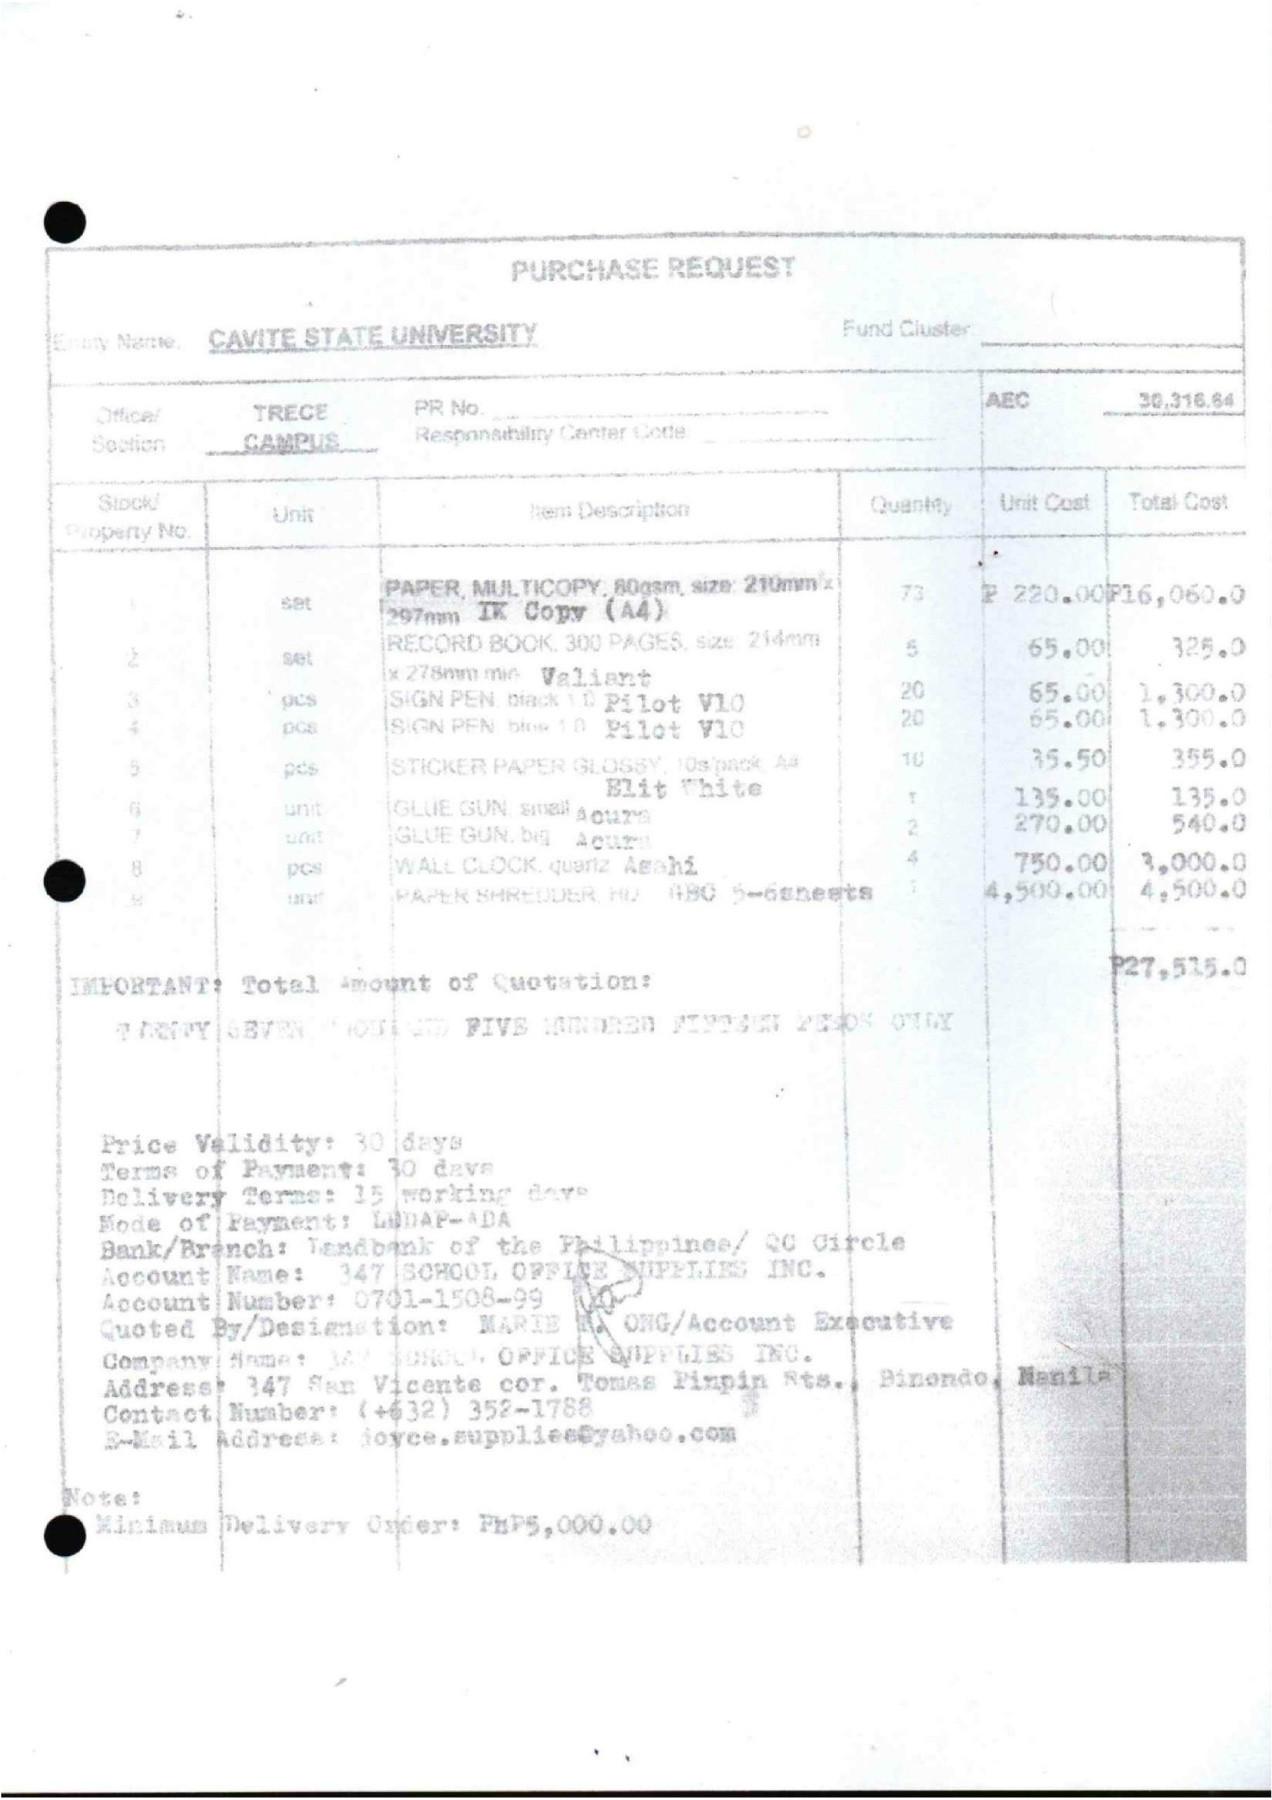 PURCHASE REQUEST
Entity Name: CAVITE STATE UNIVERSITY Fund Cluster
Office/ Section TRECE CAMPUS PR No. AEC 30,316.64
Responsibility Center Code
Stock/ Property No. Unit Item Description Quantity Unit Cost Total Cost
1 set PAPER, MULTICOPY, 80gsm, size: 210mm x 297mm IK Copy (A4) 73 P 220.00 P16,060.0
2 set RECORD BOOK, 300 PAGES, size: 214mm x 278mm min Valiant 5 65.00 325.0
3 pcs SIGN PEN, black 1.0 Pilot V10 20 65.00 1,300.0
4 pcs SIGN PEN, blue 1.0 Pilot V10 20 65.00 1,300.0
5 pcs STICKER PAPER GLOSSY, 10s/pack, A4 Elit White 10 35.50 355.0
6 unit GLUE GUN, small Acura 1 135.00 135.0
7 unit GLUE GUN, big Acura 2 270.00 540.0
8 pcs WALL CLOCK, quartz Asahi 4 750.00 3,000.0
9 unit PAPER SHREDDER, HD GBC 5-6sheets 1 4,500.00 4,500.0
P27,515.0
IMPORTANT: Total Amount of Quotation:
TWENTY SEVEN THOUSAND FIVE HUNDRED FIFTEEN PESOS ONLY
Price Validity: 30 days
Terms of Payment: 30 days
Delivery Terms: 15 working days
Mode of Payment: LDDAP-ADA
Bank/Branch: Landbank of the Philippines/ QC Circle
Account Name: 347 SCHOOL OFFICE SUPPLIES INC.
Account Number: 0701-1508-99
Quoted By/Designation: MARIE ONG/Account Executive
Company Name: 347 SCHOOL OFFICE SUPPLIES INC.
Address: 347 San Vicente cor. Tomas Pinpin Sts., Binondo, Manila
Contact Number: (+632) 352-1788
E-Mail Address: joyce.supplies@yahoo.com
Note:
Minimum Delivery Order: PHP5,000.00